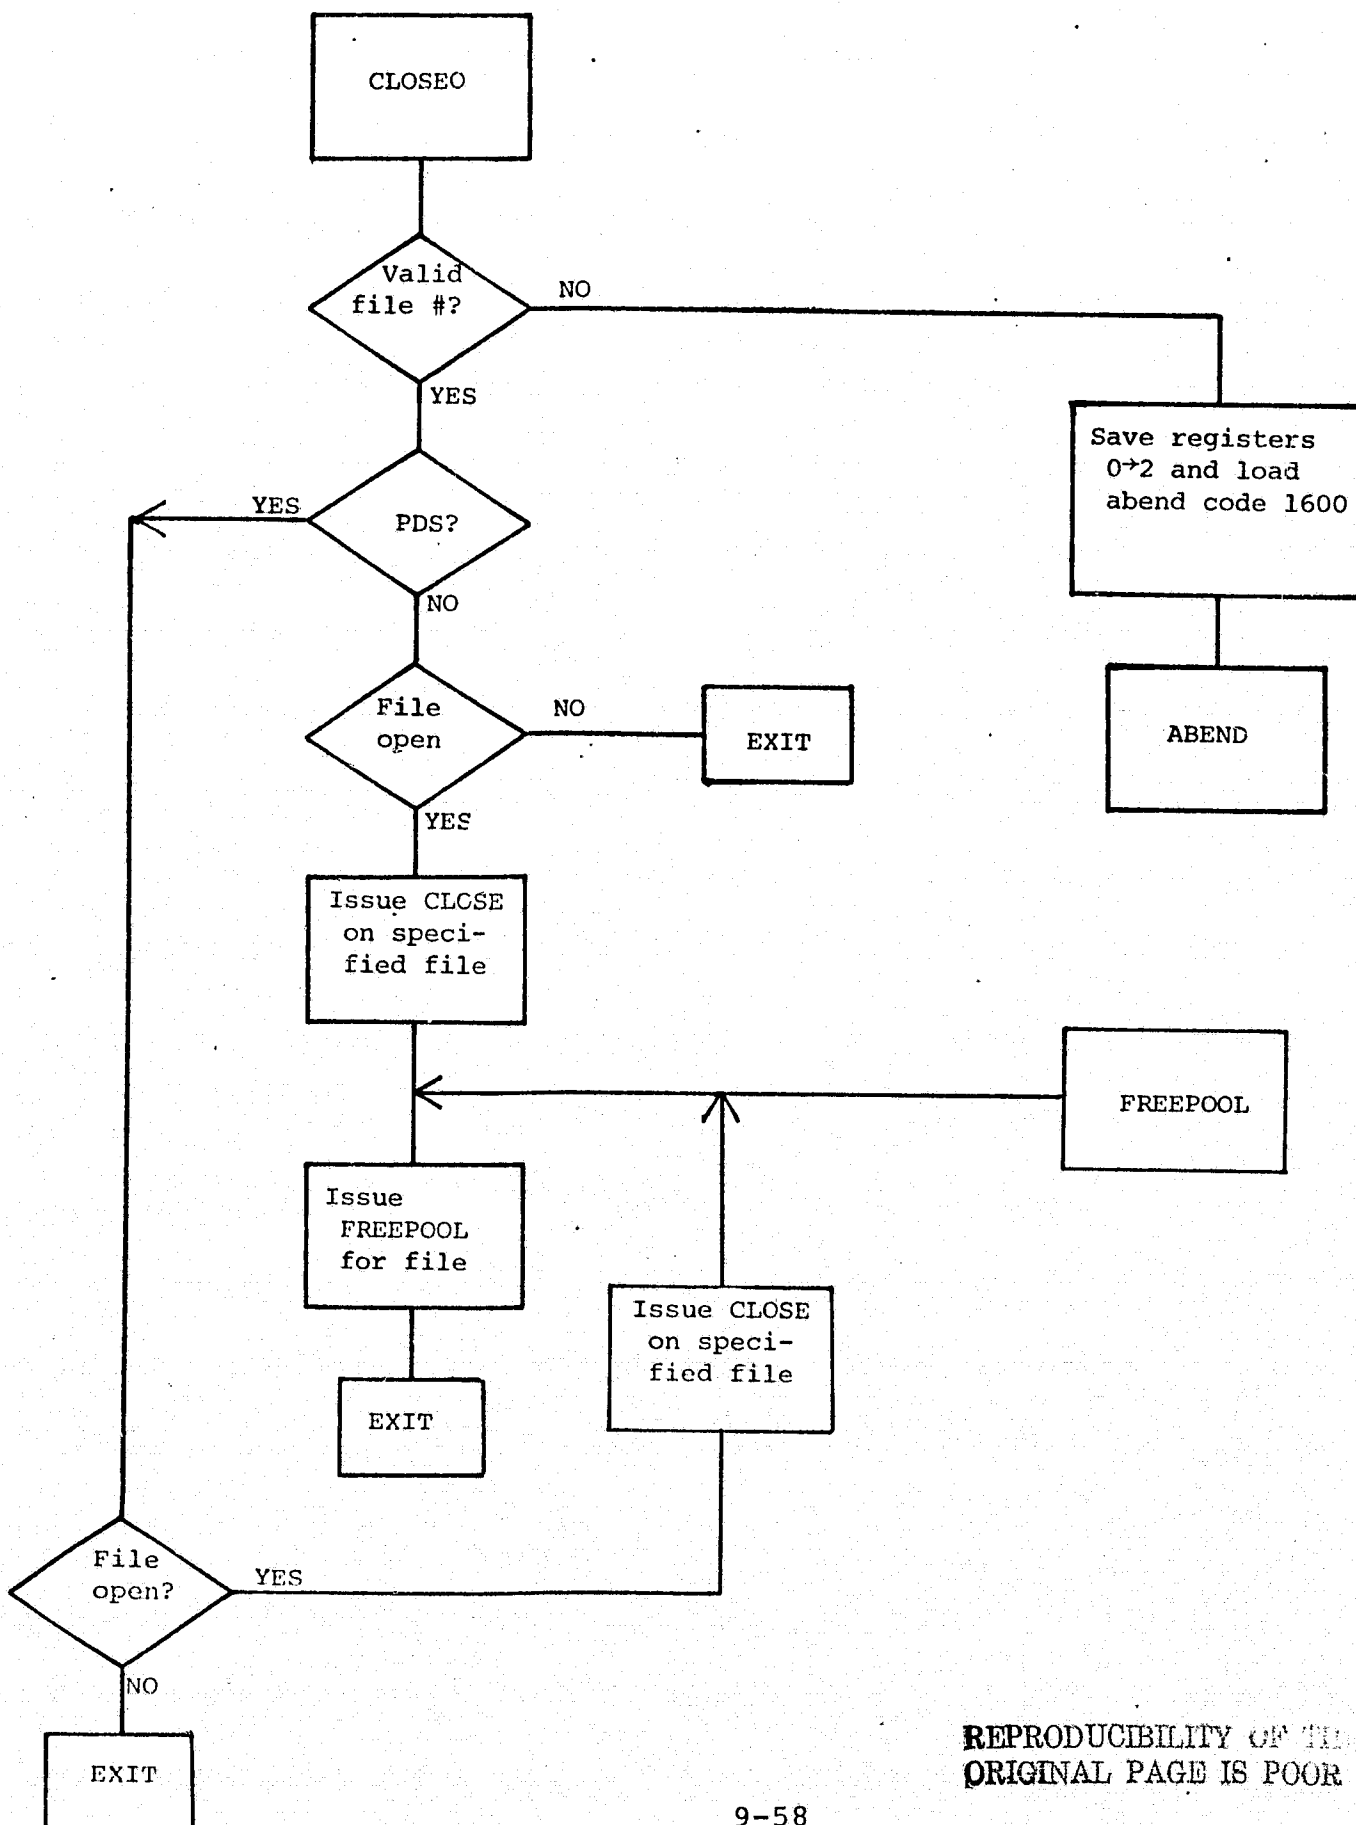 CLOSEO
Valid
file #?
NO
YES
Save registers
0→2 and load
abend code 1600
YES
PDS?
NO
File
open
NO
EXIT
ABEND
YES
Issue CLOSE
on speci-
fied file
FREEPOOL
Issue
FREEPOOL
for file
Issue CLOSE
on speci-
fied file
EXIT
File
open?
YES
NO
EXIT
REPRODUCIBILITY OF THE
ORIGINAL PAGE IS POOR
9-58